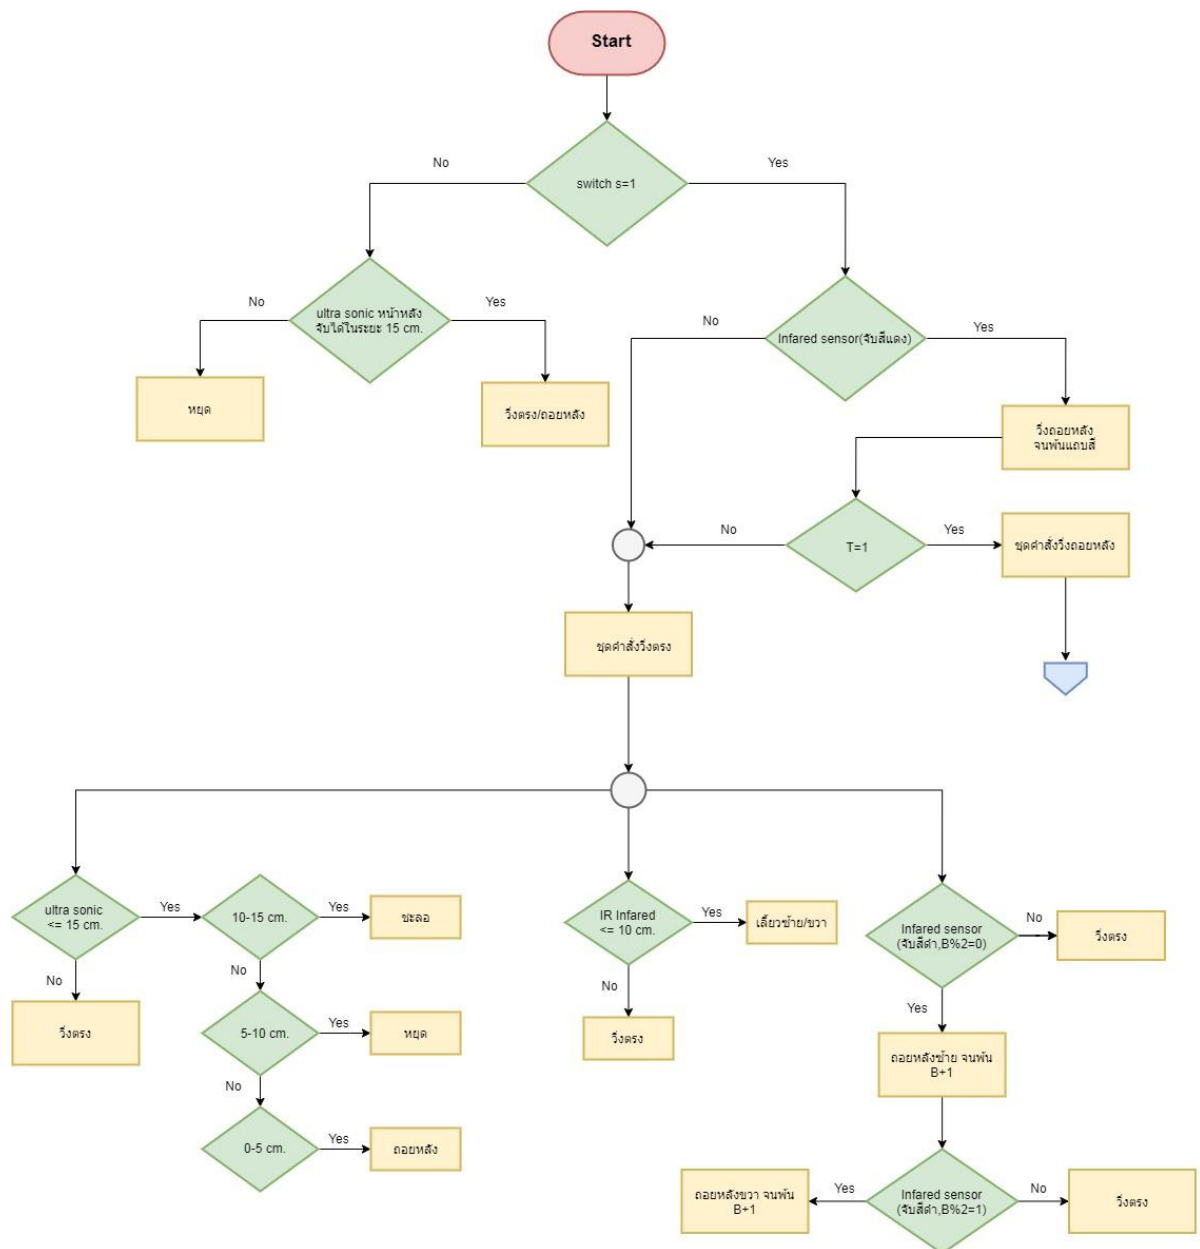 Start
No
Yes
switch s=1
No
ultra sonic หน้าหลัง
จับได้ในระยะ 15 cm.
Yes
No
Infared sensor(จับสีแดง)
Yes
หยุด
วิ่งตรง/ถอยหลัง
วิ่งถอยหลัง
จนพ้นแถบสี
No
T=1
Yes
ชุดคำสั่งวิ่งถอยหลัง
ชุดคำสั่งวิ่งตรง
ultra sonic
<= 15 cm.
Yes
10-15 cm.
Yes
ชะลอ
IR Infared
<= 10 cm.
Yes
เลี้ยวซ้าย/ขวา
Infared sensor
(จับสีดำ,B%2=0)
No
วิ่งตรง
No
No
No
Yes
วิ่งตรง
5-10 cm.
Yes
หยุด
วิ่งตรง
ถอยหลังซ้าย จนพ้น
B+1
No
0-5 cm.
Yes
ถอยหลัง
ถอยหลังขวา จนพ้น
B+1
Yes
Infared sensor
(จับสีดำ,B%2=1)
No
วิ่งตรง